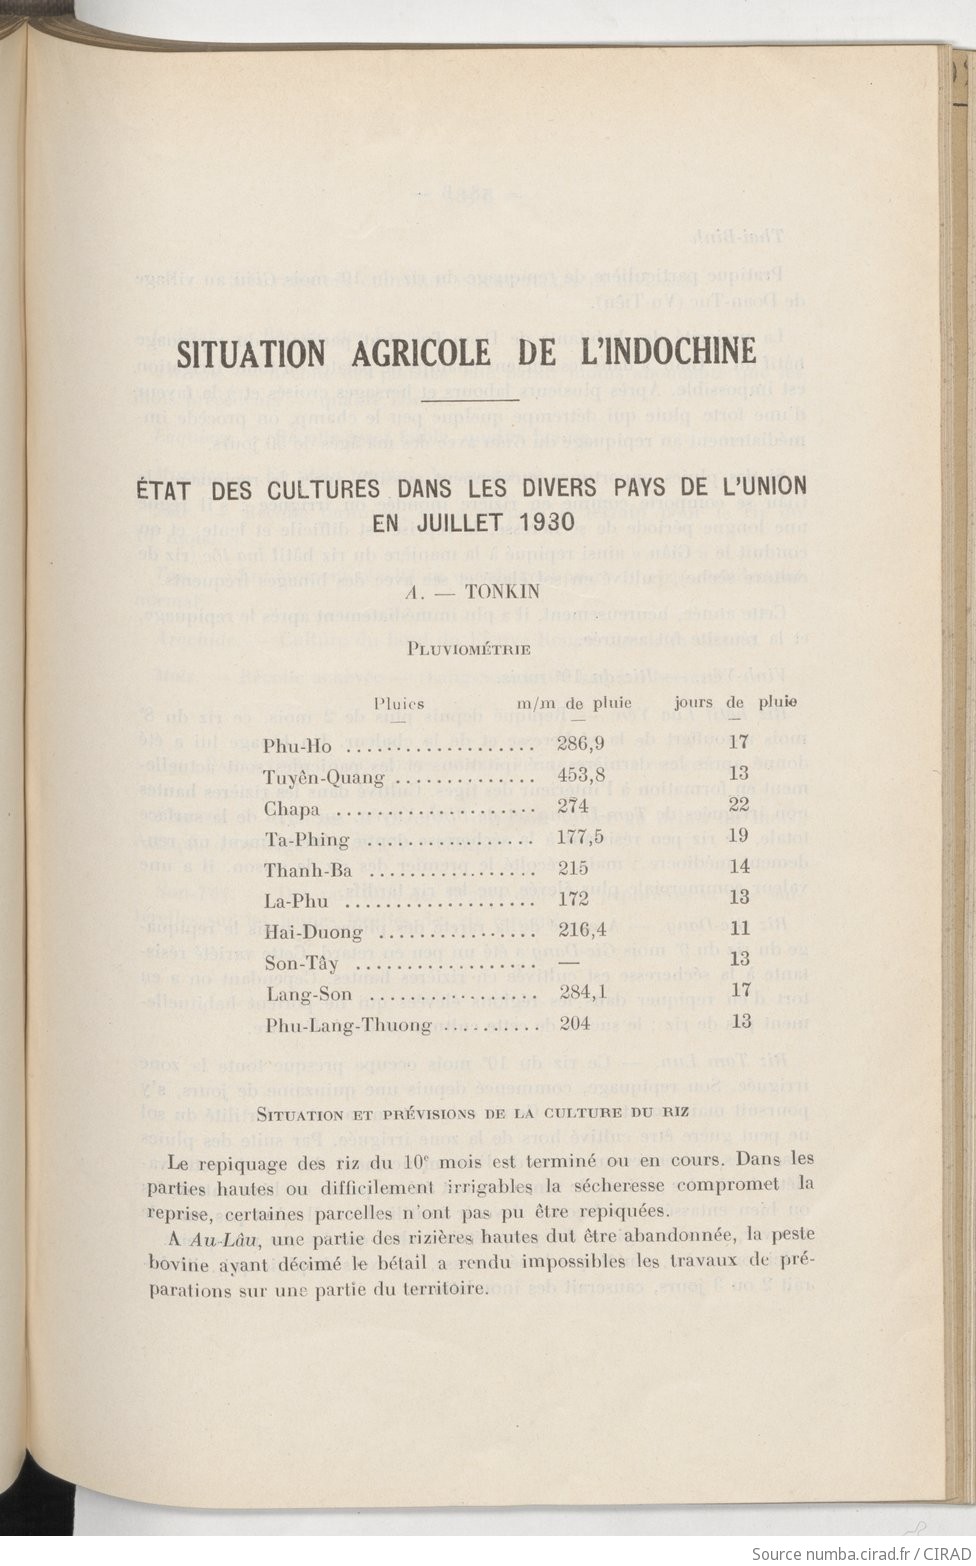 SITUATION AGRICOLE DE L'INDOCHINE
ÉTAT DES CULTURES DANS LES DIVERS PAYS DE L'UNION
EN JUILLET 1930
A. — TONKIN
PLUVIOMÉTRIE
Pluies m/m de pluie jours de pluie
Phu-Ho ................... 286,9 17
Tuyên-Quang .............. 453,8 13
Chapa .................... 274 22
Ta-Phing ................. 177,5 19
Thanh-Ba ................. 215 14
La-Phu ................... 172 13
Hai-Duong ................ 216,4 11
Son-Tây .................. — 13
Lang-Son ................. 284,1 17
Phu-Lang-Thuong .......... 204 13
SITUATION ET PRÉVISIONS DE LA CULTURE DU RIZ
Le repiquage des riz du 10e mois est terminé ou en cours. Dans les
parties hautes ou difficilement irrigables la sécheresse compromet la
reprise, certaines parcelles n'ont pas pu être repiquées.
A Au-Lâu, une partie des rizières hautes dut être abandonnée, la peste
bovine ayant décimé le bétail a rendu impossibles les travaux de pré-
parations sur une partie du territoire.
Source numba.cirad.fr / CIRAD